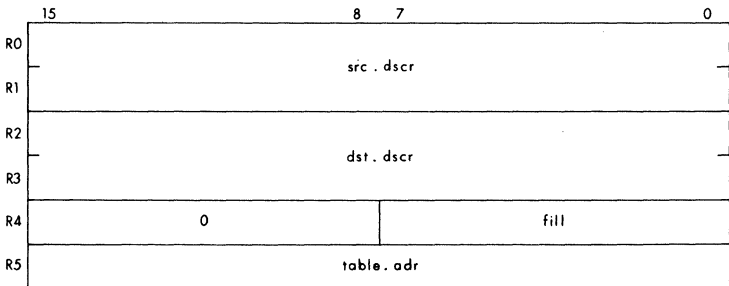 15 8 7 0
R0
src . dscr
R1
R2
dst . dscr
R3
R4 0 fill
R5 table . adr